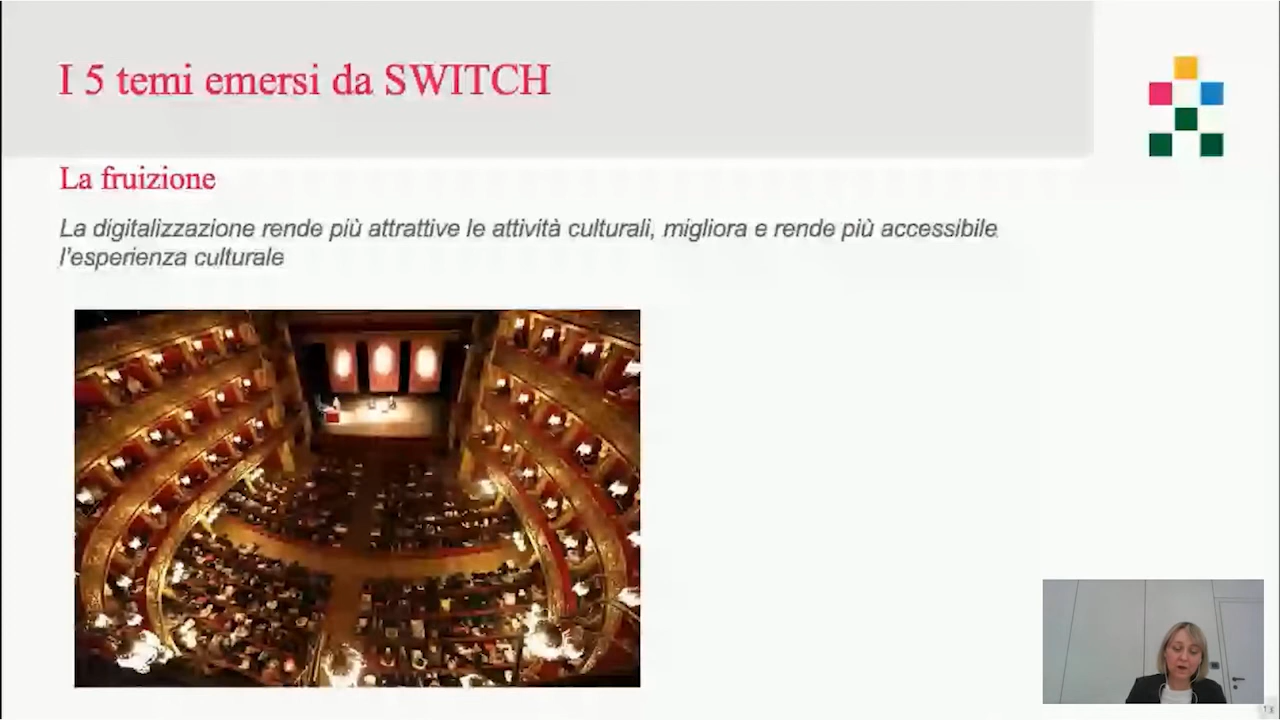 I 5 temi emersi da SWITCH
La fruizione
La digitalizzazione rende più attrattive le attività culturali, migliora e rende più accessibile
l'esperienza culturale